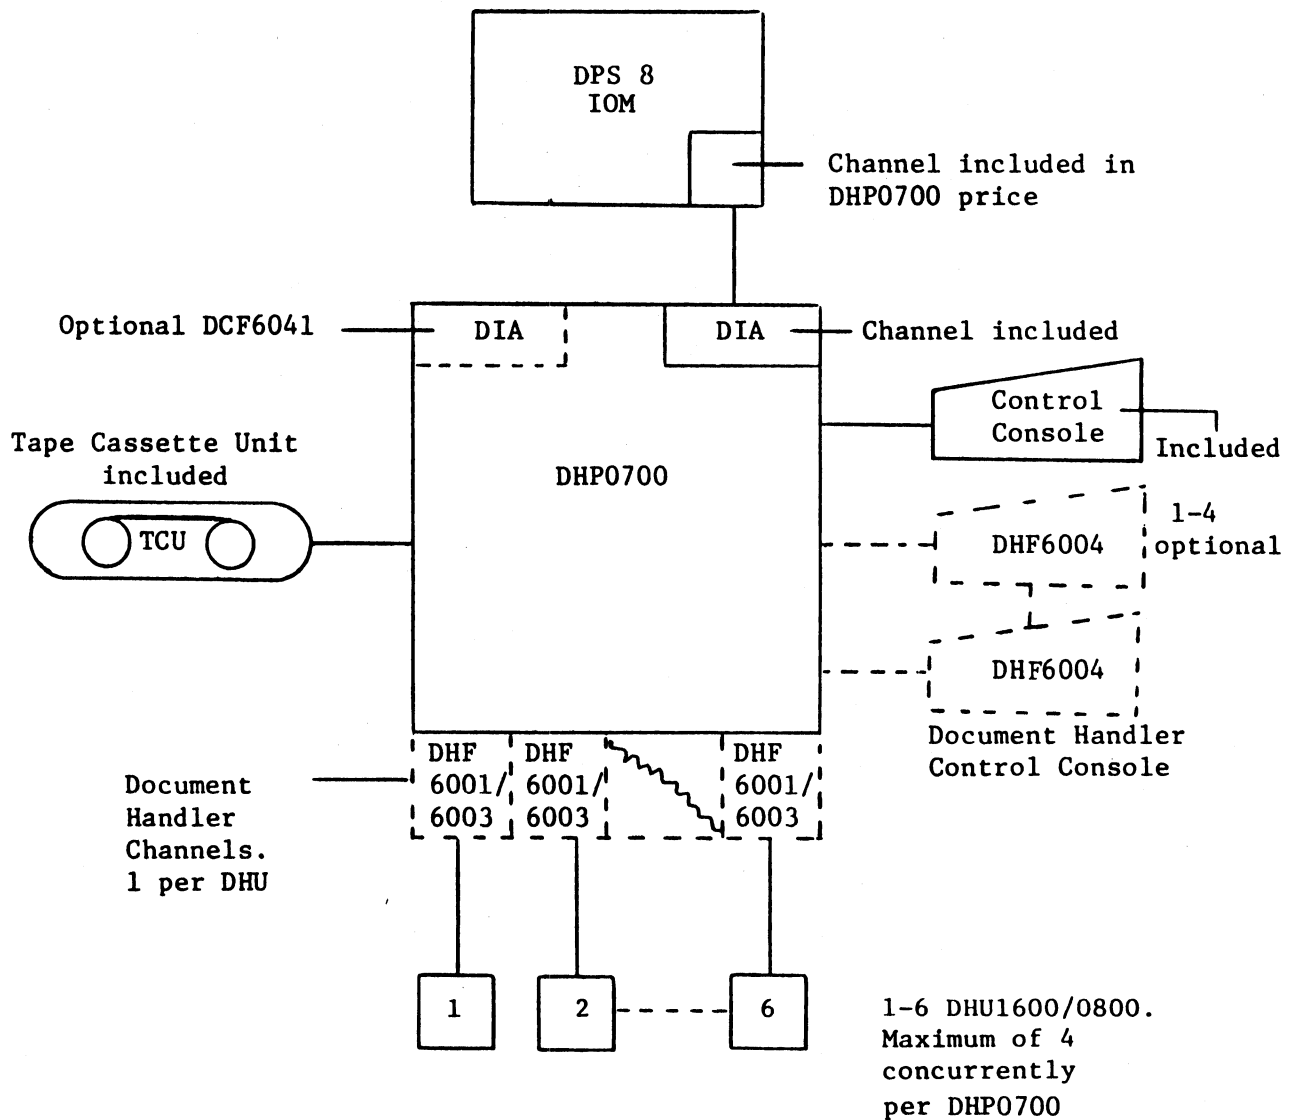 DPS 8
IOM
Channel included in
DHP0700 price
Optional DCF6041
DIA
DIA
Channel included
Control
Console
Included
Tape Cassette Unit
included
TCU
DHP0700
DHF6004
1-4
optional
DHF6004
Document Handler
Control Console
DHF
6001/
6003
DHF
6001/
6003
DHF
6001/
6003
Document
Handler
Channels.
1 per DHU
1
2
6
1-6 DHU1600/0800.
Maximum of 4
concurrently
per DHP0700